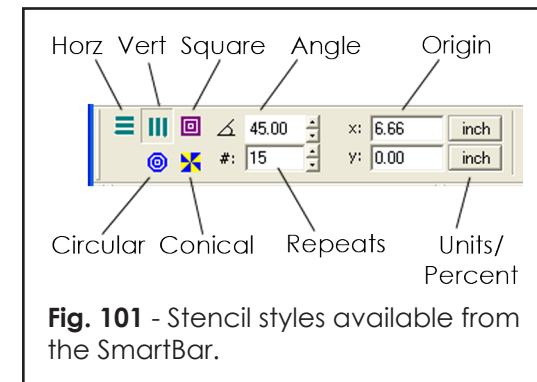 Horz Vert Square Angle Origin
45.00 x: 6.66 inch
#: 15 y: 0.00 inch
Circular Conical Repeats Units/
Percent
Fig. 101 - Stencil styles available from
the SmartBar.